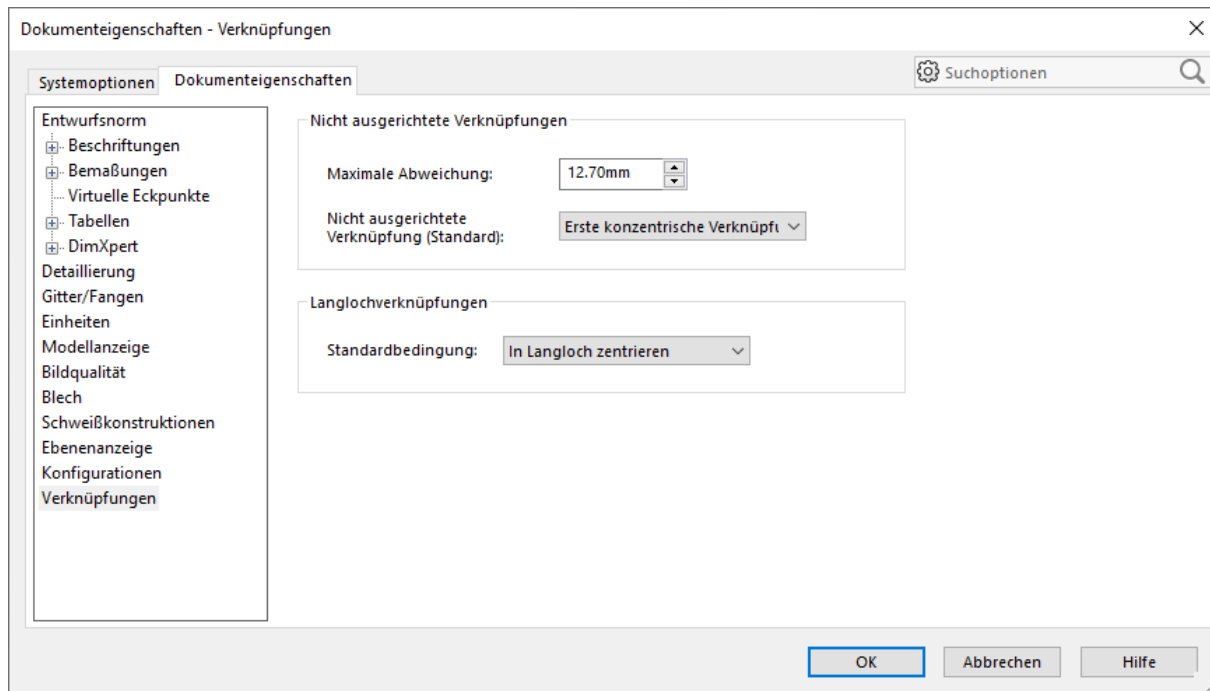 Dokumenteigenschaften - Verknüpfungen
Systemoptionen
Dokumenteigenschaften
Suchoptionen
Entwurfsnorm
Beschriftungen
Bemaßungen
Virtuelle Eckpunkte
Tabellen
DimXpert
Detaillierung
Gitter/Fangen
Einheiten
Modellanzeige
Bildqualität
Blech
Schweißkonstruktionen
Ebenenanzeige
Konfigurationen
Verknüpfungen
Nicht ausgerichtete Verknüpfungen
Maximale Abweichung:
12.70mm
Nicht ausgerichtete
Verknüpfung (Standard):
Erste konzentrische Verknüpft
Langlochverknüpfungen
Standardbedingung:
In Langloch zentrieren
OK
Abbrechen
Hilfe